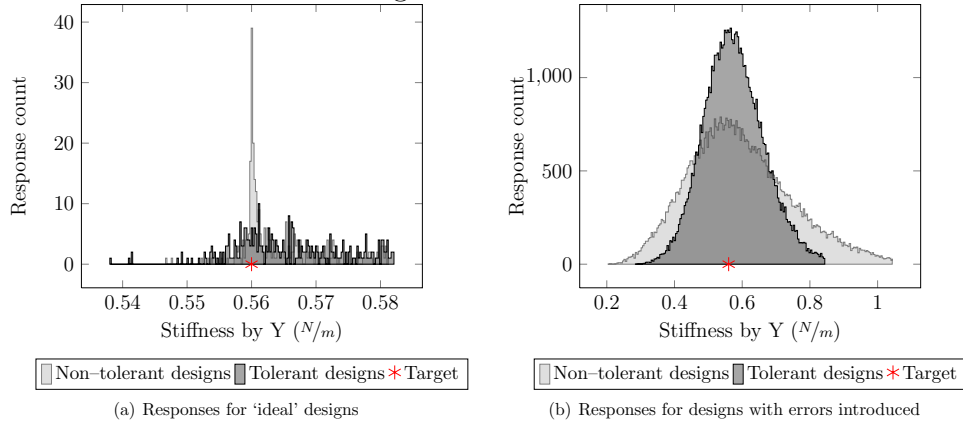 40
30
20
10
0
Response count
0.54 0.55 0.56 0.57 0.58
Stiffness by Y (N/m)
Non–tolerant designs Tolerant designs Target
(a) Responses for ‘ideal’ designs
1,000
500
0
Response count
0.2 0.4 0.6 0.8 1
Stiffness by Y (N/m)
Non–tolerant designs Tolerant designs Target
(b) Responses for designs with errors introduced